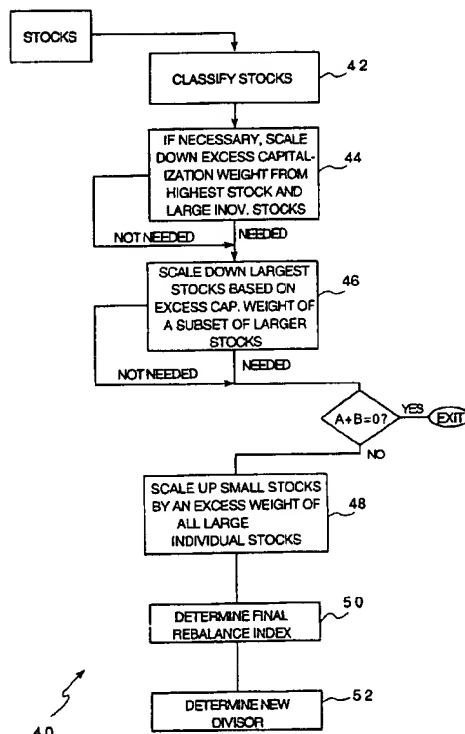 STOCKS
CLASSIFY STOCKS
42
IF NECESSARY, SCALE
DOWN EXCESS CAPITAL-
IZATION WEIGHT FROM
HIGHEST STOCK AND
LARGE INOV. STOCKS
44
NOT NEEDED
NEEDED
SCALE DOWN LARGEST
STOCKS BASED ON
EXCESS CAP. WEIGHT OF
A SUBSET OF LARGER
STOCKS
46
NOT NEEDED
NEEDED
A+B=0?
YES
EXIT
NO
SCALE UP SMALL STOCKS
BY AN EXCESS WEIGHT OF
ALL LARGE
INDIVIDUAL STOCKS
48
DETERMINE FINAL
REBALANCE INDEX
50
DETERMINE NEW
DIVISOR
52
40